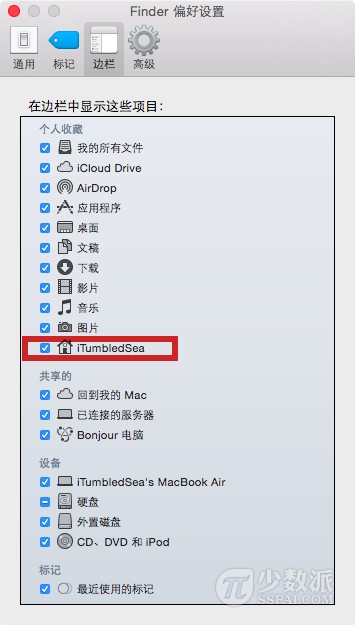 Finder 偏好设置
通用 标记 边栏 高级
在边栏中显示这些项目:
个人收藏
我的所有文件
iCloud Drive
AirDrop
应用程序
桌面
文稿
下载
影片
音乐
图片
iTumbledSea
共享的
回到我的 Mac
已连接的服务器
Bonjour 电脑
设备
iTumbledSea's MacBook Air
硬盘
外置磁盘
CD、DVD 和 iPod
标记
最近使用的标记
少数派
SSPAI.COM